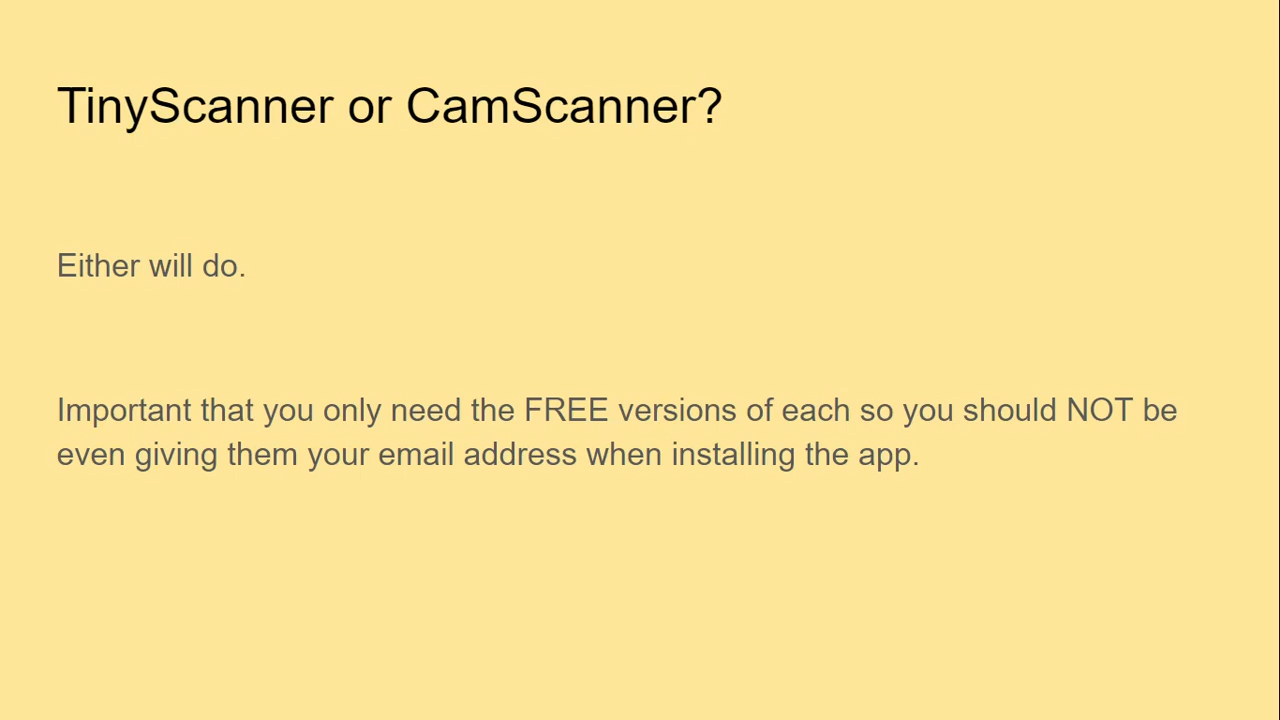 TinyScanner or CamScanner?
Either will do.
Important that you only need the FREE versions of each so you should NOT be
even giving them your email address when installing the app.